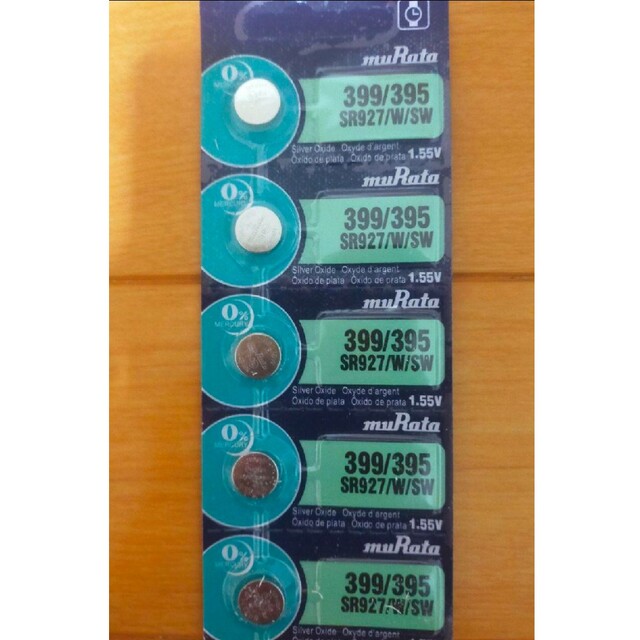 muRata
0%
399/395
SR927/W/SW
Silver Oxide Oxyde d'argent
Óxido de plata Óxido de prata 1.55V
muRata
0%
MERCURY
399/395
SR927/W/SW
Silver Oxide Oxyde d'argent
Óxido de plata Óxido de prata 1.55V
muRata
0%
MERCURY
399/395
SR927/W/SW
Silver Oxide Oxyde d'argent
Óxido de plata Óxido de prata 1.55V
muRata
0%
MERCURY
399/395
SR927/W/SW
Silver Oxide Oxyde d'argent
Óxido de plata Óxido de prata 1.55V
muRata
0%
399/395
SR927/W/SW